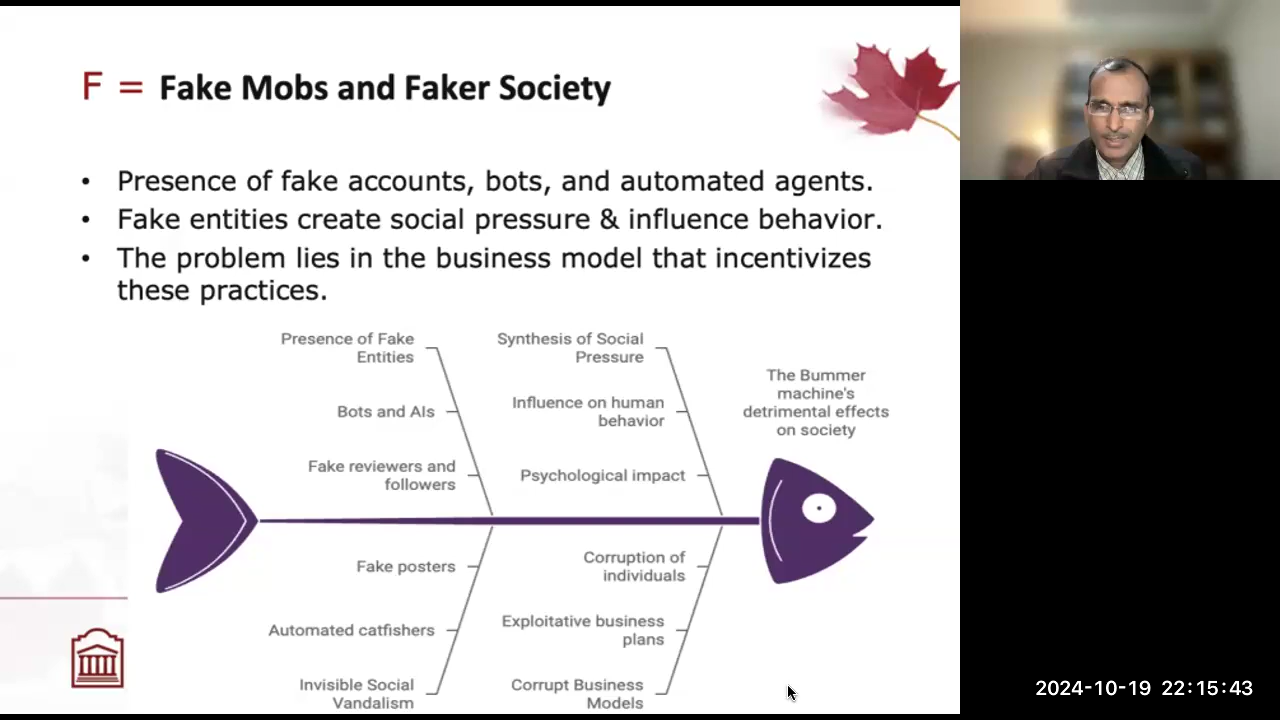 F = Fake Mobs and Faker Society
• Presence of fake accounts, bots, and automated agents.
• Fake entities create social pressure & influence behavior.
• The problem lies in the business model that incentivizes
these practices.
Presence of Fake
Entities
Bots and AIs
Fake reviewers and
followers
Synthesis of Social
Pressure
Influence on human
behavior
Psychological impact
The Bummer
machine's
detrimental effects
on society
Fake posters
Automated catfishers
Invisible Social
Vandalism
Corruption of
individuals
Exploitative business
plans
Corrupt Business
Models
2024-10-19 22:15:43